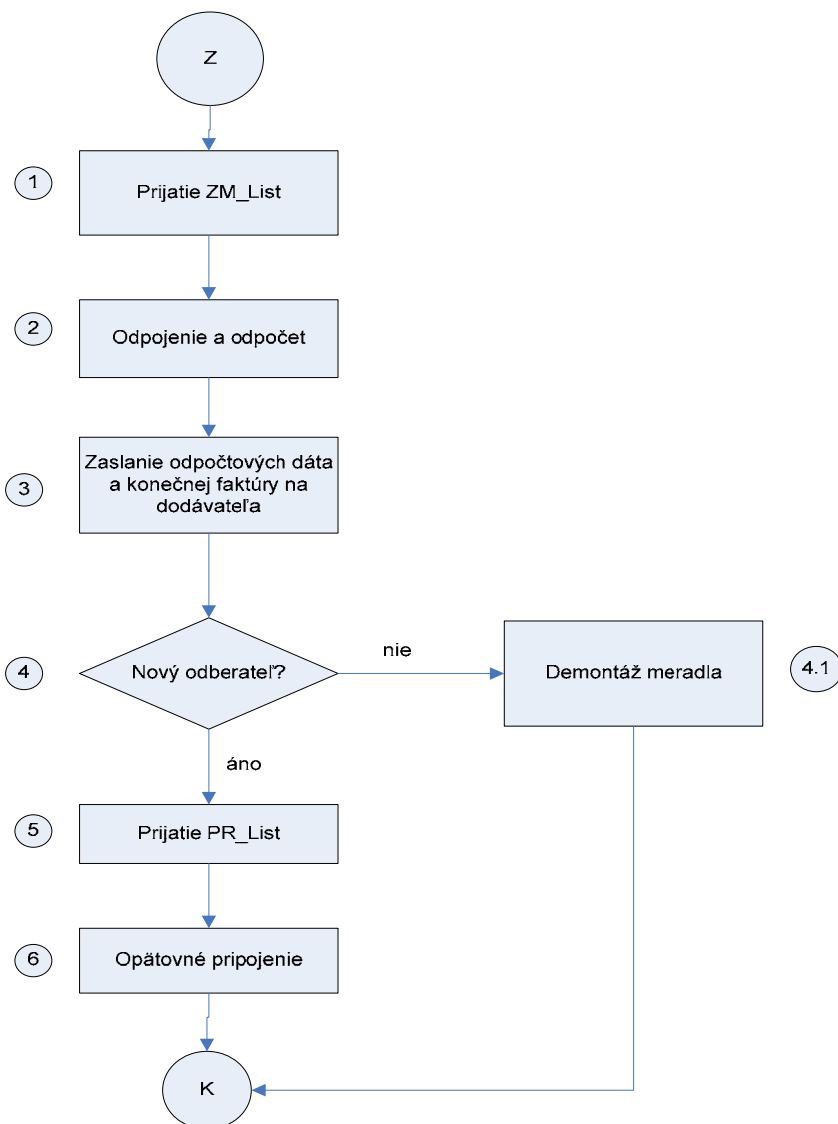 Z
1
Prijatie ZM_List
2
Odpojenie a odpočet
3
Zaslanie odpočtových dáta
a konečnej faktúry na
dodávateľa
4
Nový odberateľ?
nie
Demontáž meradla
4.1
áno
5
Prijatie PR_List
6
Opätovné pripojenie
K